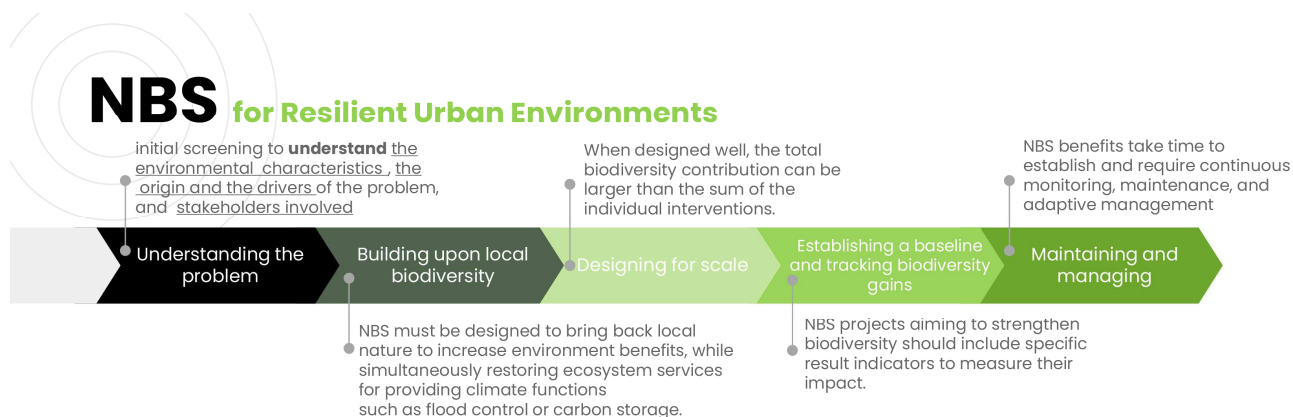 NBS for Resilient Urban Environments
initial screening to understand the
environmental characteristics , the
origin and the drivers of the problem,
and stakeholders involved
When designed well, the total
biodiversity contribution can be
larger than the sum of the
individual interventions.
NBS benefits take time to
establish and require continuous
monitoring, maintenance, and
adaptive management
Understanding the
problem
Building upon local
biodiversity
Designing for scale
Establishing a baseline
and tracking biodiversity
gains
Maintaining and
managing
NBS must be designed to bring back local
nature to increase environment benefits, while
simultaneously restoring ecosystem services
for providing climate functions
such as flood control or carbon storage.
NBS projects aiming to strengthen
biodiversity should include specific
result indicators to measure their
impact.